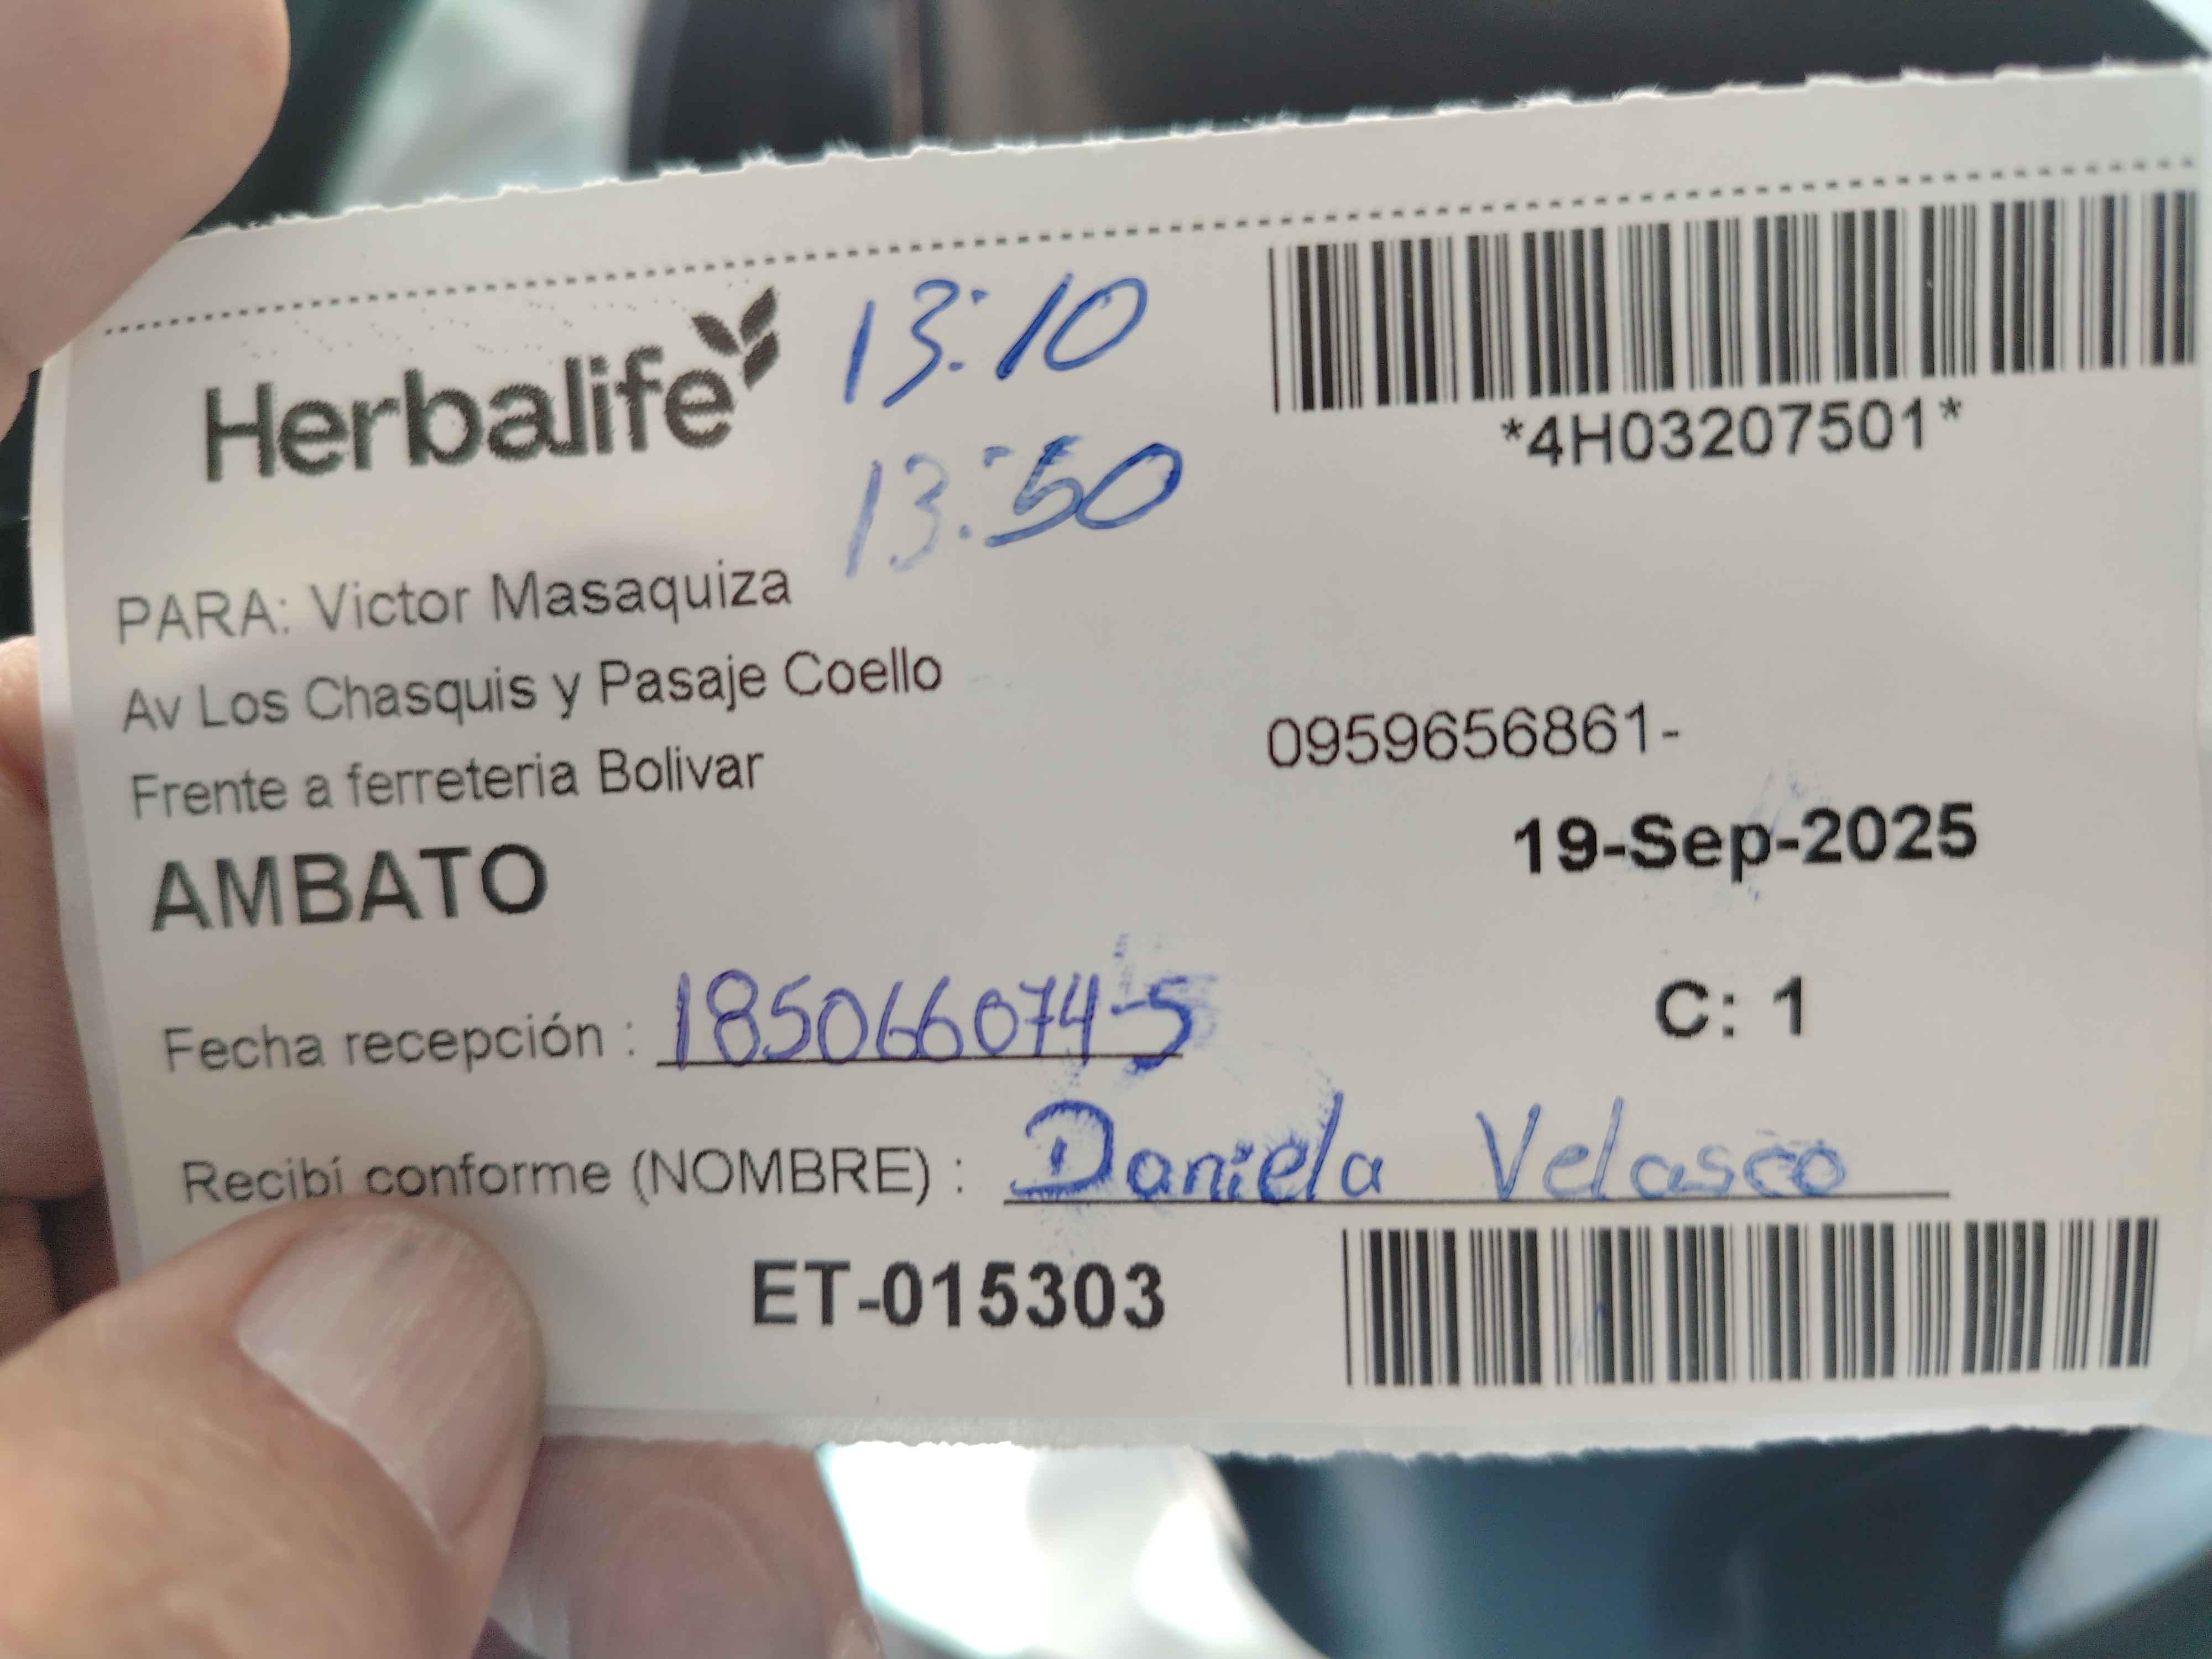 Herbalife
13:10
13:50
*4H03207501*
PARA: Victor Masaquiza
Av Los Chasquis y Pasaje Coello
0959656861-
Frente a ferreteria Bolivar
19-Sep-2025
AMBATO
C: 1
Fecha recepción : 185066074-5
Recibí conforme (NOMBRE) : Daniela Velasco
ET-015303